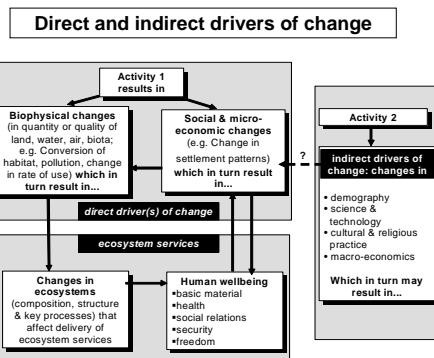 Direct and indirect drivers of change
Activity 1
results in
Biophysical changes
(in quantity or quality of
land, water, air, biota;
e.g. Conversion of
habitat, pollution, change
in rate of use) which in
turn result in...
Social & micro-
economic changes
(e.g. Change in
settlement patterns)
which in turn result
in...
direct driver(s) of change
?
Activity 2
indirect drivers of
change: changes in
• demography
• science &
technology
• cultural & religious
practice
• macro-economics
Which in turn may
result in...
ecosystem services
Changes in
ecosystems
(composition, structure
& key processes) that
affect delivery of
ecosystem services
Human wellbeing
▪basic material
▪health
▪social relations
▪security
▪freedom